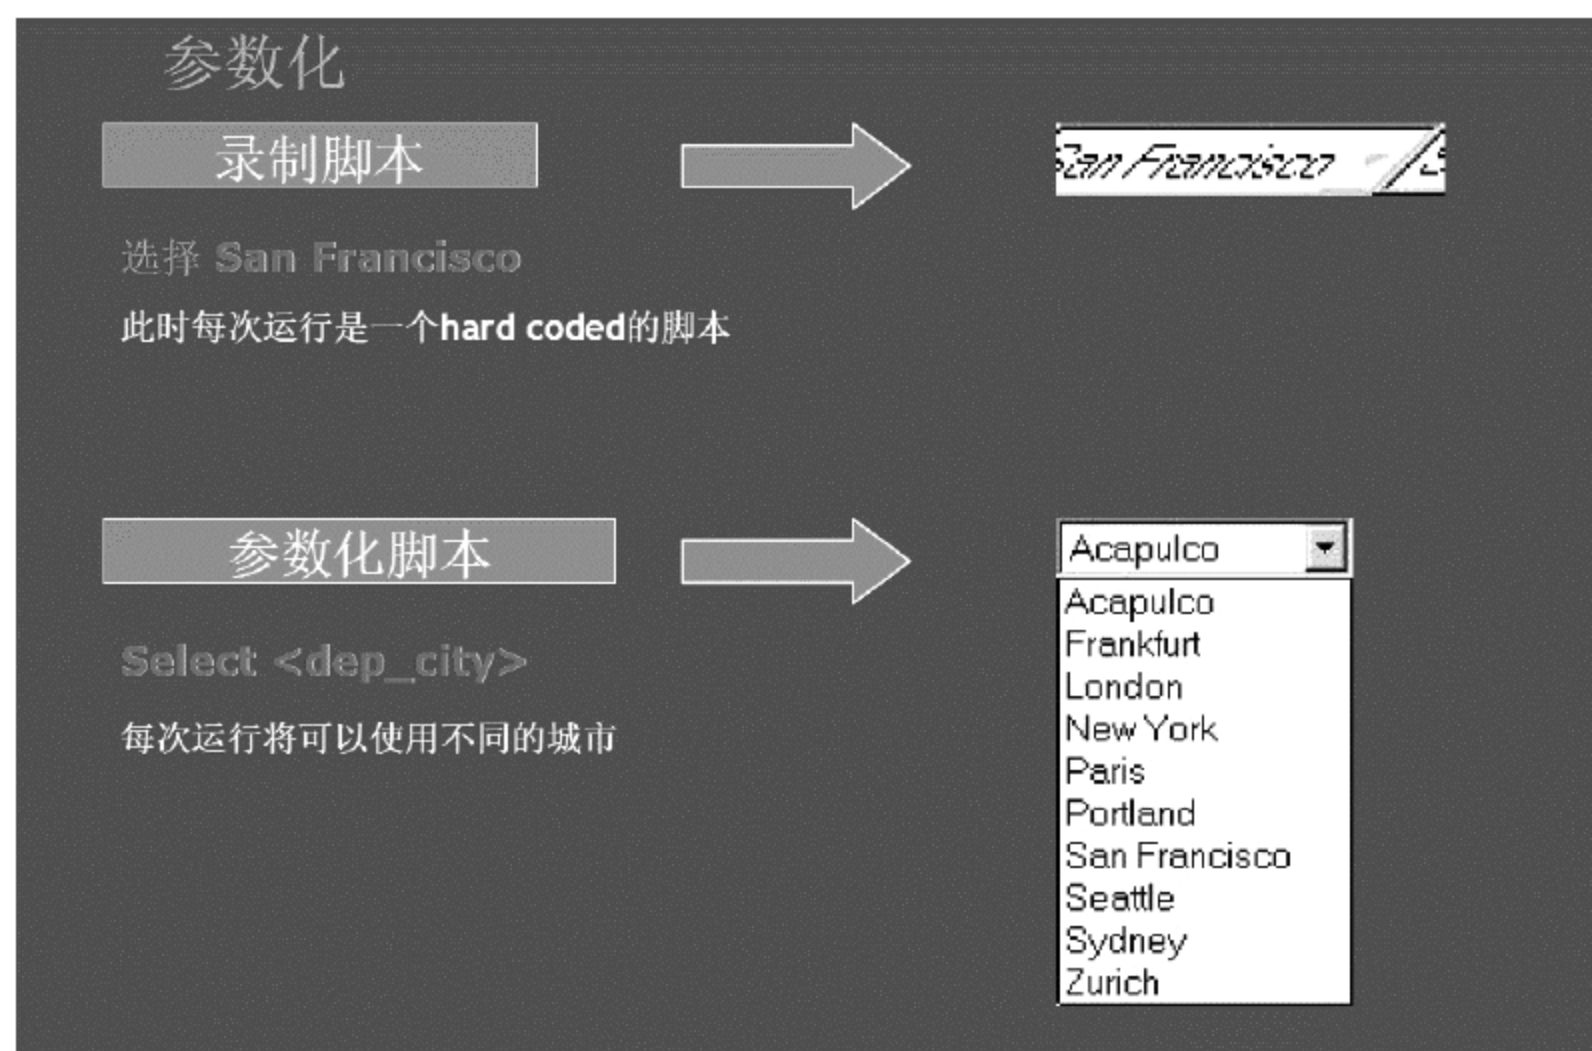 参数化
录制脚本
San Francisco
选择 San Francisco
此时每次运行是一个hard coded的脚本
参数化脚本
Acapulco
Acapulco
Frankfurt
London
New York
Paris
Portland
San Francisco
Seattle
Sydney
Zurich
Select <dep_city>
每次运行将可以使用不同的城市